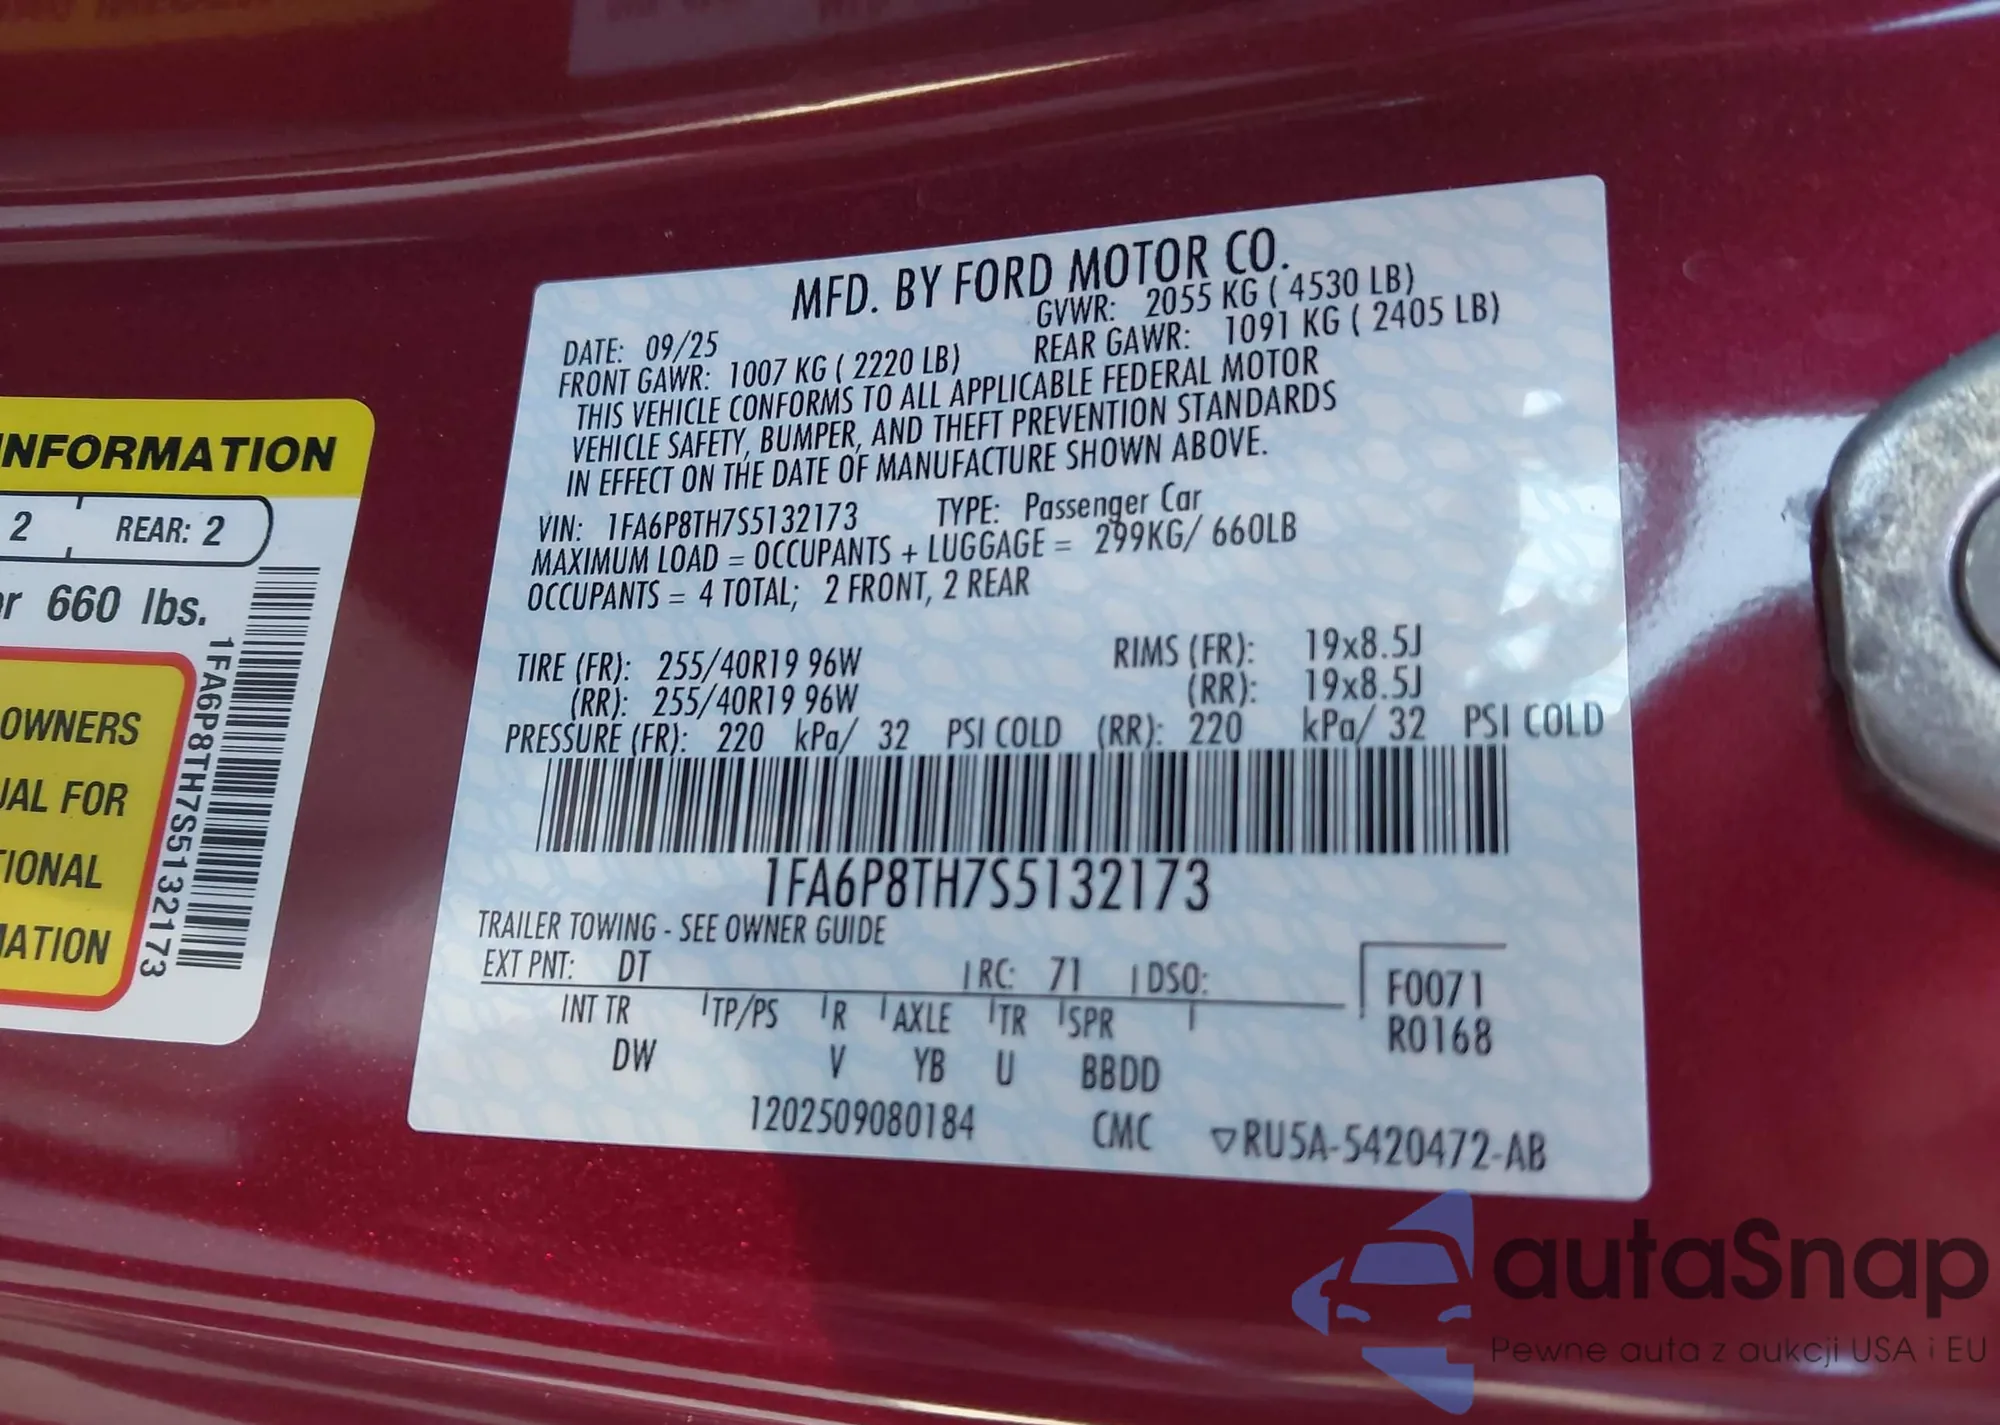 NFORMATION
2
REAR: 2
660 lbs.
OWNERS
FOR
1FA6P8TH7S5132173
MFD. BY FORD MOTOR CO.
DATE: 09/25
GVWR: 2055 KG ( 4530 LB)
FRONT GAWR: 1007 KG ( 2220 LB)
REAR GAWR: 1091 KG ( 2405 LB)
THIS VEHICLE CONFORMS TO ALL APPLICABLE FEDERAL MOTOR
VEHICLE SAFETY, BUMPER, AND THEFT PREVENTION STANDARDS
IN EFFECT ON THE DATE OF MANUFACTURE SHOWN ABOVE.
VIN: 1FA6P8TH7S5132173 TYPE: Passenger Car
MAXIMUM LOAD = OCCUPANTS + LUGGAGE = 299KG/ 660LB
OCCUPANTS = 4 TOTAL; 2 FRONT, 2 REAR
TIRE (FR): 255/40R19 96W RIMS (FR): 19x8.5J
(RR): 255/40R19 96W (RR): 19x8.5J
PRESSURE (FR): 220 kPa/ 32 PSI COLD (RR): 220 kPa/ 32 PSI COLD
1FA6P8TH7S5132173
TRAILER TOWING - SEE OWNER GUIDE
EXT PNT: DT RC: 71 DSO:
F0071
INT TR TP/PS R AXLE TR SPR
R0168
DW V YB U BBDD
1202509080184 CMC ▽RU5A-5420472-AB
autaSnap
Pewne auta z aukcji USA i EU